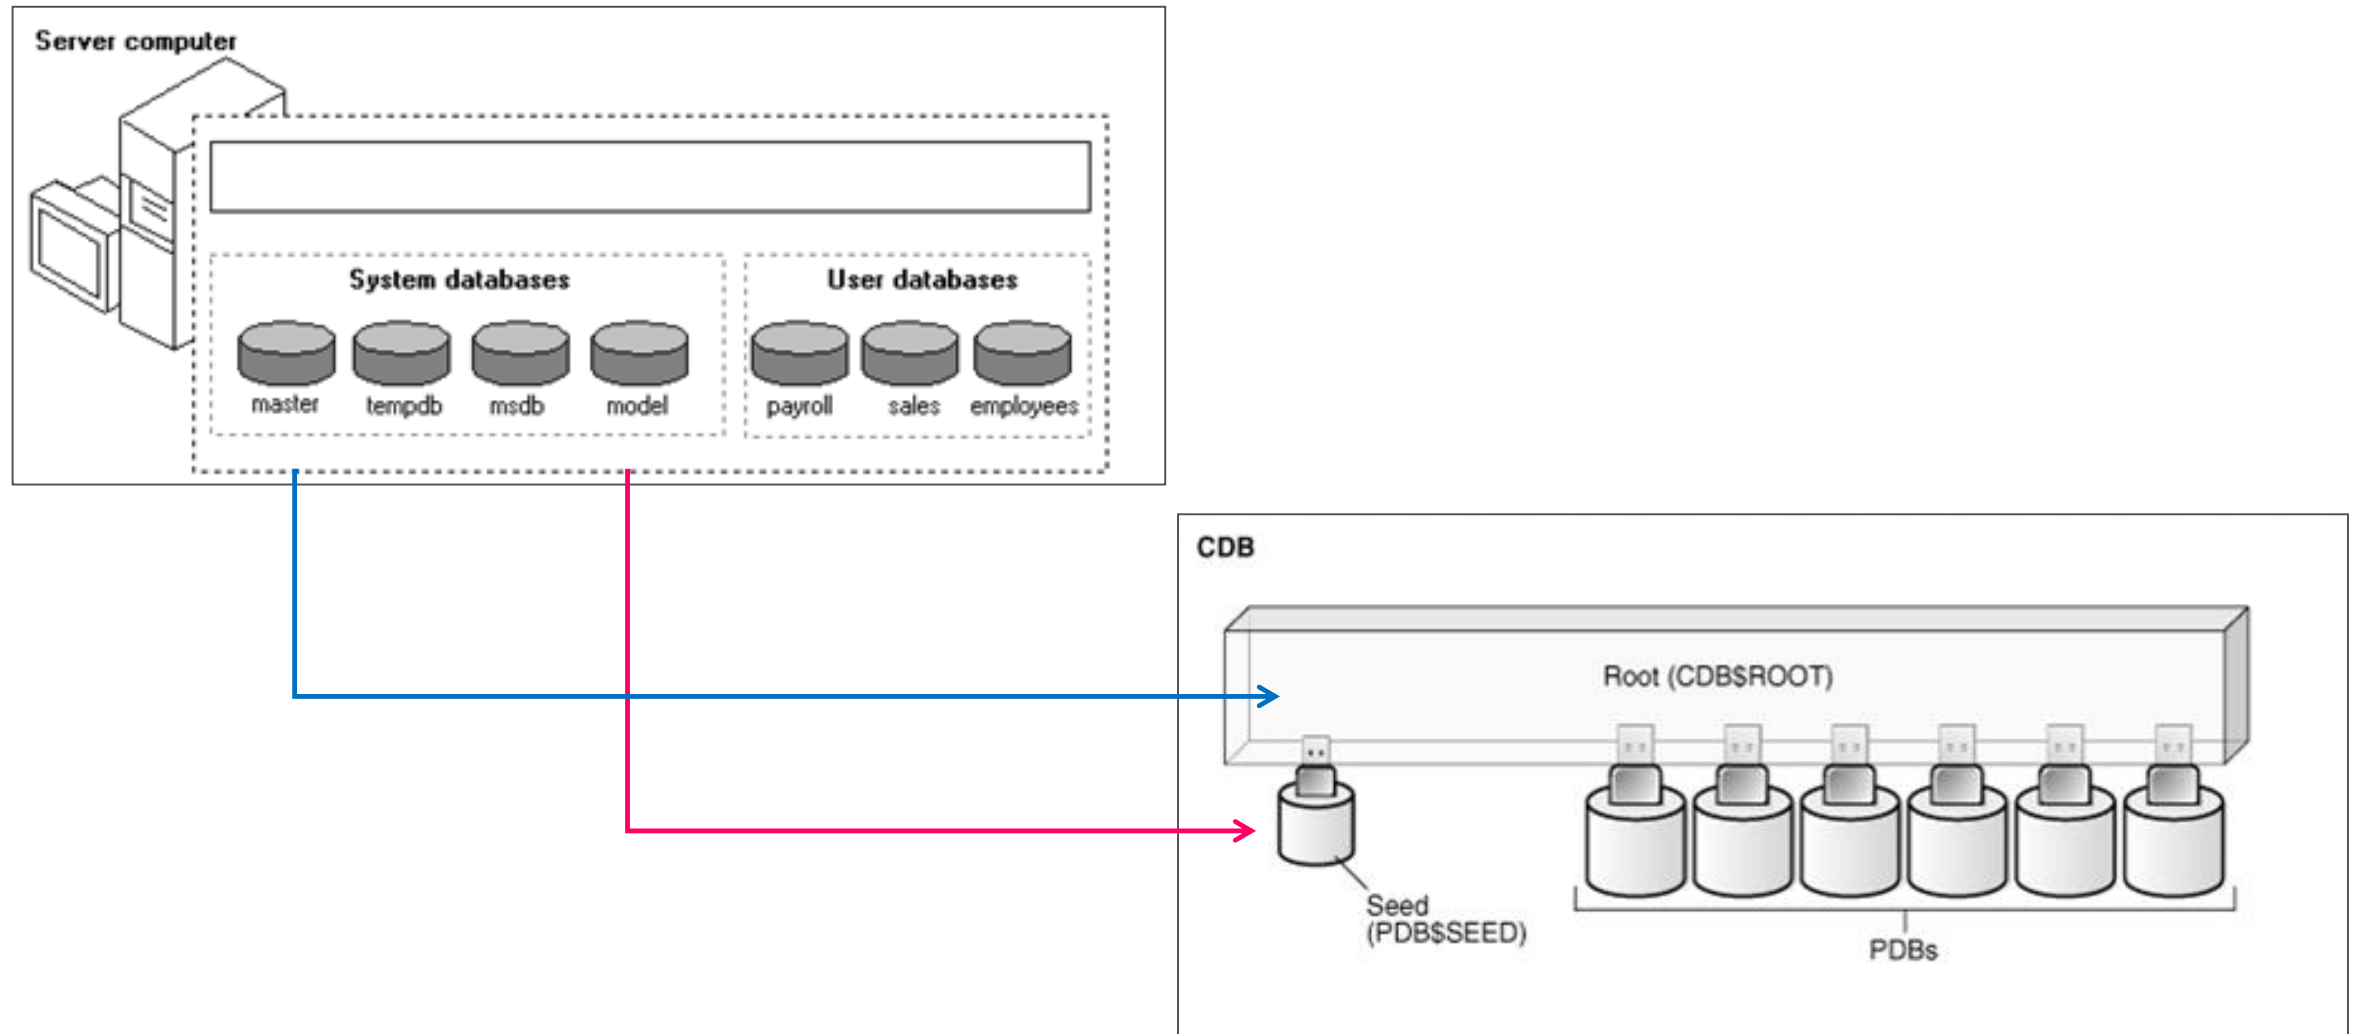 Server computer
System databases
User databases
master
tempdb
msdb
model
payroll
sales
employees
CDB
Root (CDB$ROOT)
Seed
(PDB$SEED)
PDBs